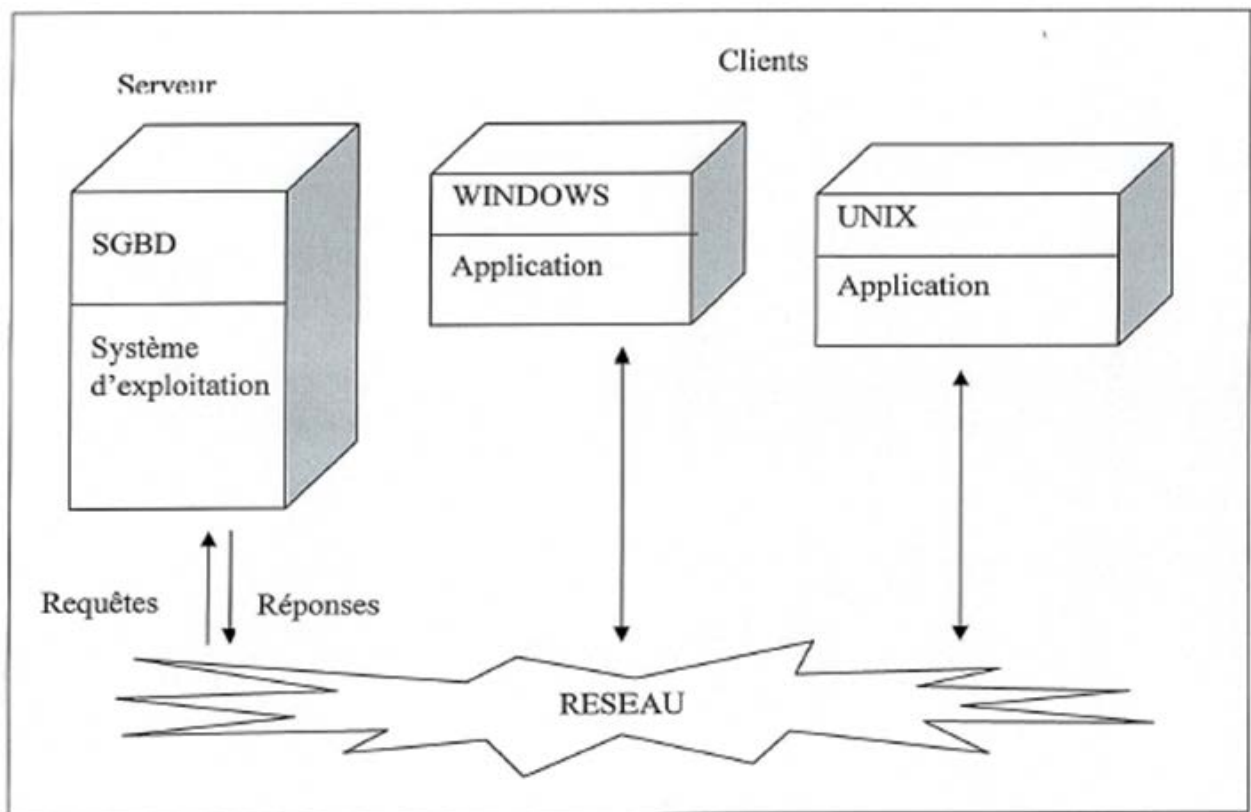 Serveur
Clients
SGBD
Système
d'exploitation
WINDOWS
Application
UNIX
Application
Requêtes
Réponses
RESEAU